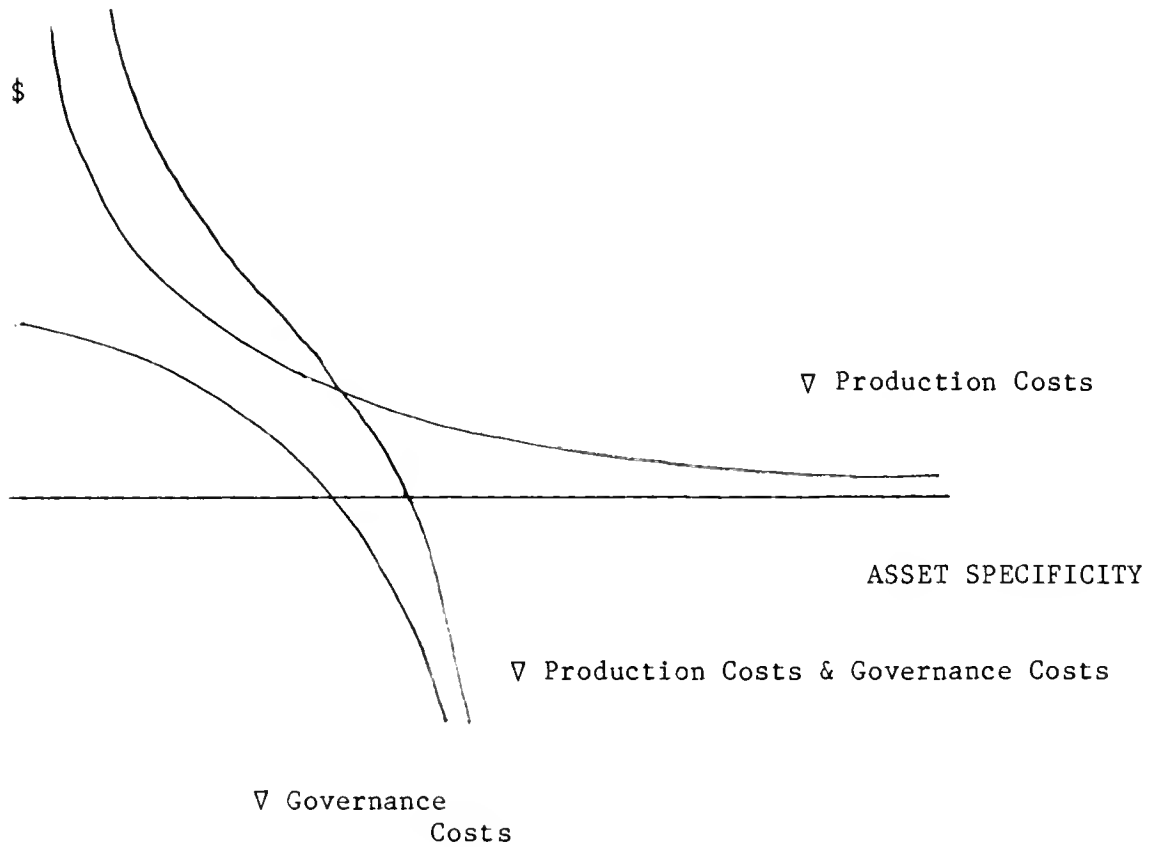 $
∇ Production Costs
ASSET SPECIFICITY
∇ Production Costs & Governance Costs
∇ Governance
Costs